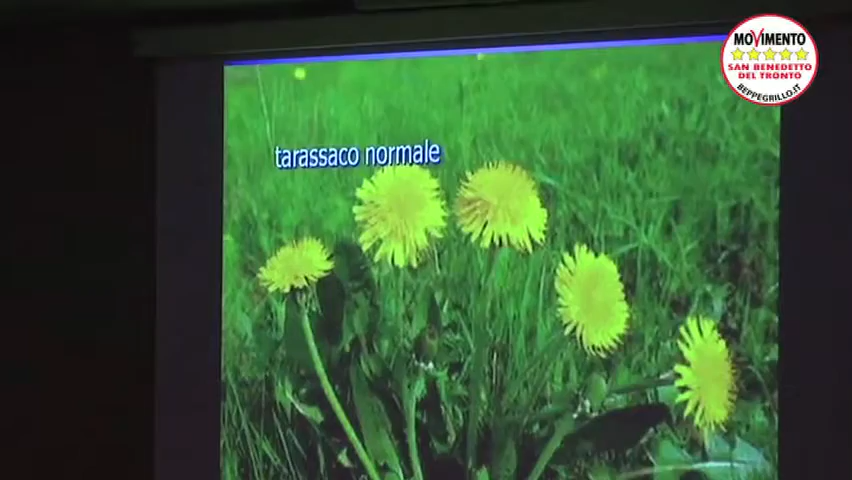 MOVIMENTO
SAN BENEDETTO
DEL TRONTO
BEPPEGRILLO.IT
tarassaco normale